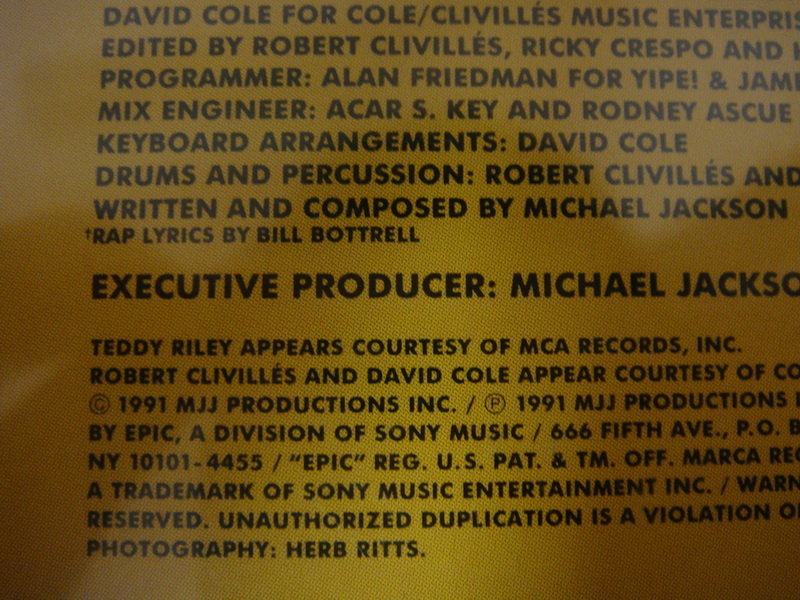 DAVID COLE FOR COLE/CLIVILLÉS MUSIC
EDITED BY ROBERT CLIVILLÉS, RICKY CRESPO AND
PROGRAMMER: ALAN FRIEDMAN FOR YIPE! &
MIX ENGINEER: ACAR S. KEY AND RODNEY ASCUE
KEYBOARD ARRANGEMENTS: DAVID COLE
DRUMS AND PERCUSSION: ROBERT CLIVILLÉS AND
WRITTEN AND COMPOSED BY MICHAEL JACKSON
†RAP LYRICS BY BILL BOTTRELL
EXECUTIVE PRODUCER: MICHAEL
TEDDY RILEY APPEARS COURTESY OF MCA RECORDS, INC.
ROBERT CLIVILLÉS AND DAVID COLE APPEAR COURTESY OF
© 1991 MJJ PRODUCTIONS INC. / ℗ 1991 MJJ PRODUCTIONS
BY EPIC, A DIVISION OF SONY MUSIC / 666 FIFTH AVE., P.O.
NY 10101-4455 / "EPIC" REG. U.S. PAT. & TM. OFF. MARCA
A TRADEMARK OF SONY MUSIC ENTERTAINMENT INC. /
RESERVED. UNAUTHORIZED DUPLICATION IS A VIOLATION
PHOTOGRAPHY: HERB RITTS.